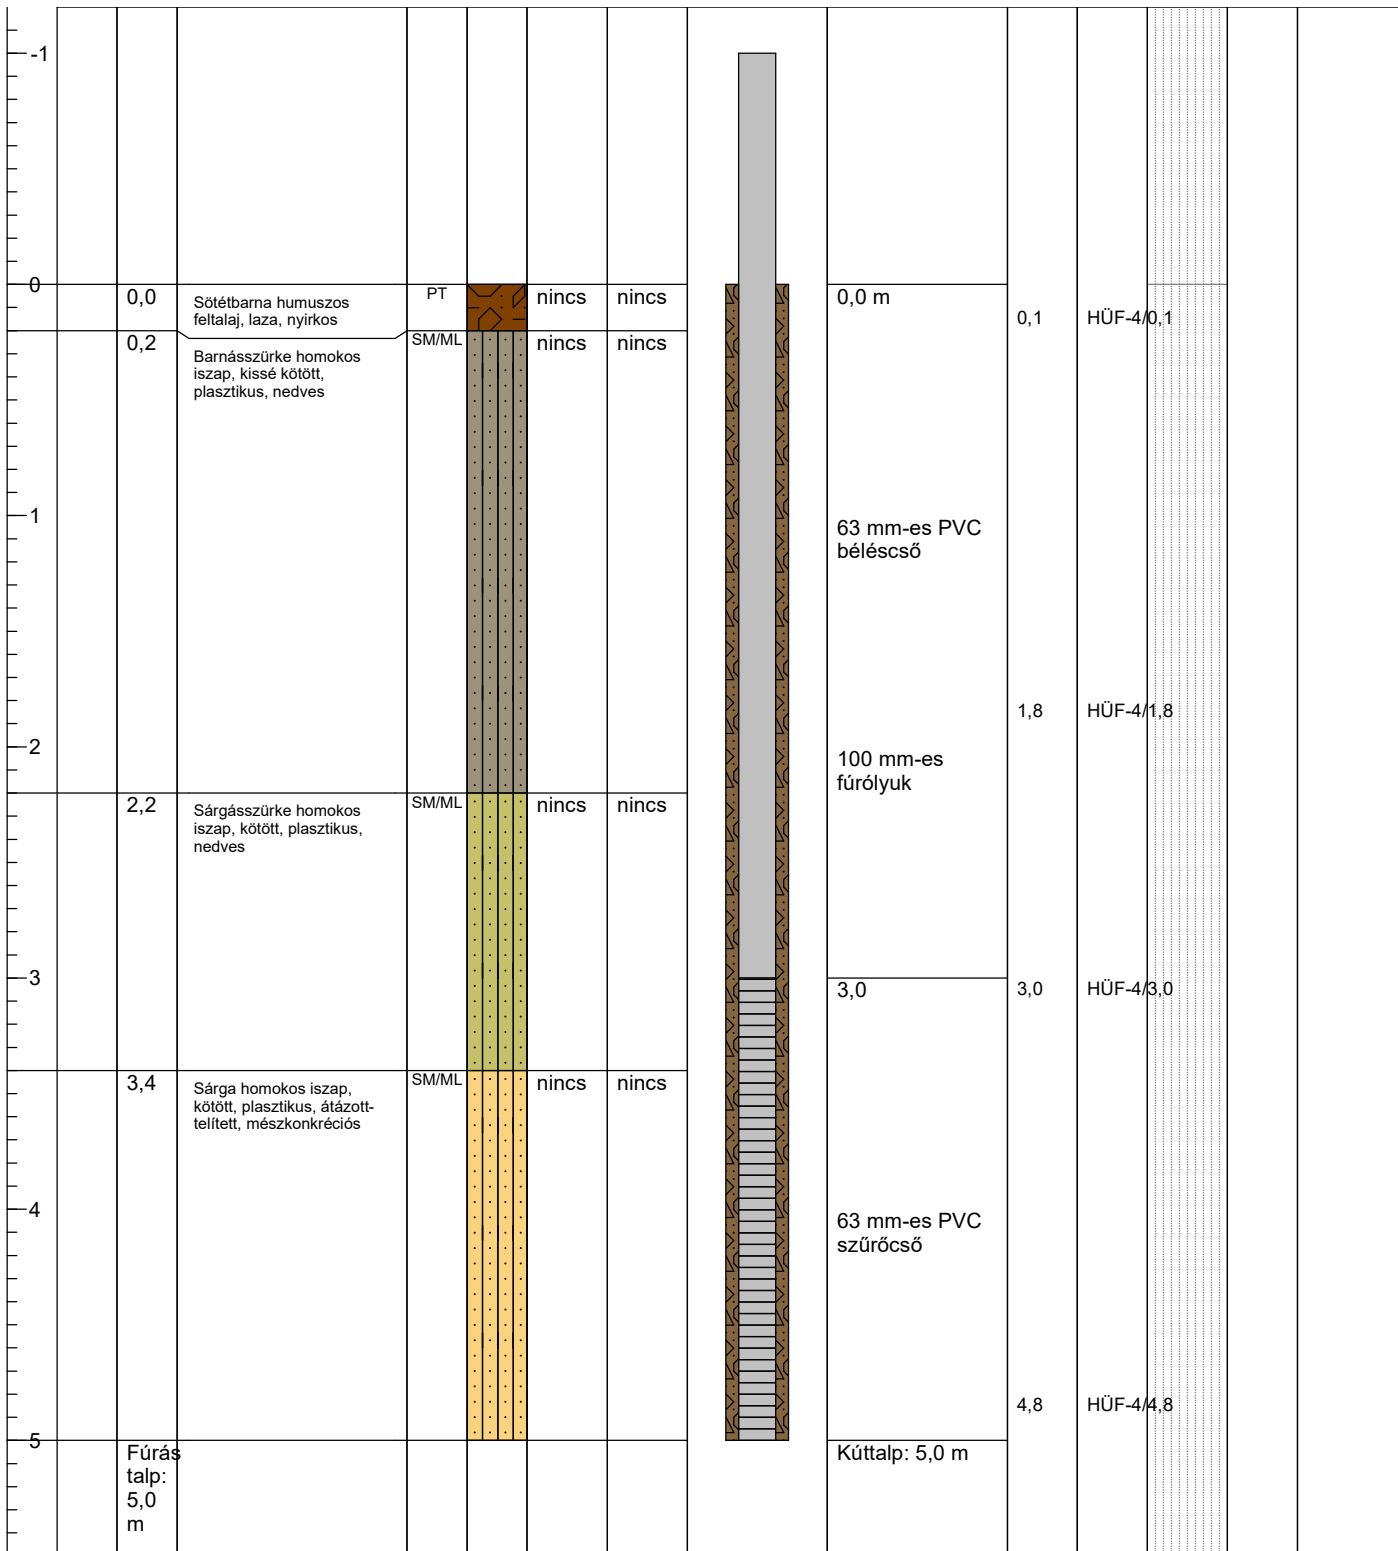 -1
0
0,0
Sötétbarna humuszos
feltalaj, laza, nyirkos
PT
nincs
nincs
0,0 m
0,1
HÜF-4/0,1
0,2
Barnásszürke homokos
iszap, kissé kötött,
plasztikus, nedves
SM/ML
nincs
nincs
1
63 mm-es PVC
béléscső
1,8
HÜF-4/1,8
2
100 mm-es
fúrólyuk
2,2
Sárgásszürke homokos
iszap, kötött, plasztikus,
nedves
SM/ML
nincs
nincs
3
3,0
3,0
HÜF-4/3,0
3,4
Sárga homokos iszap,
kötött, plasztikus, átázott-
telített, mészkonkréciós
SM/ML
nincs
nincs
4
63 mm-es PVC
szűrőcső
4,8
HÜF-4/4,8
5
Fúrás
talp:
5,0
m
Kúttalp: 5,0 m